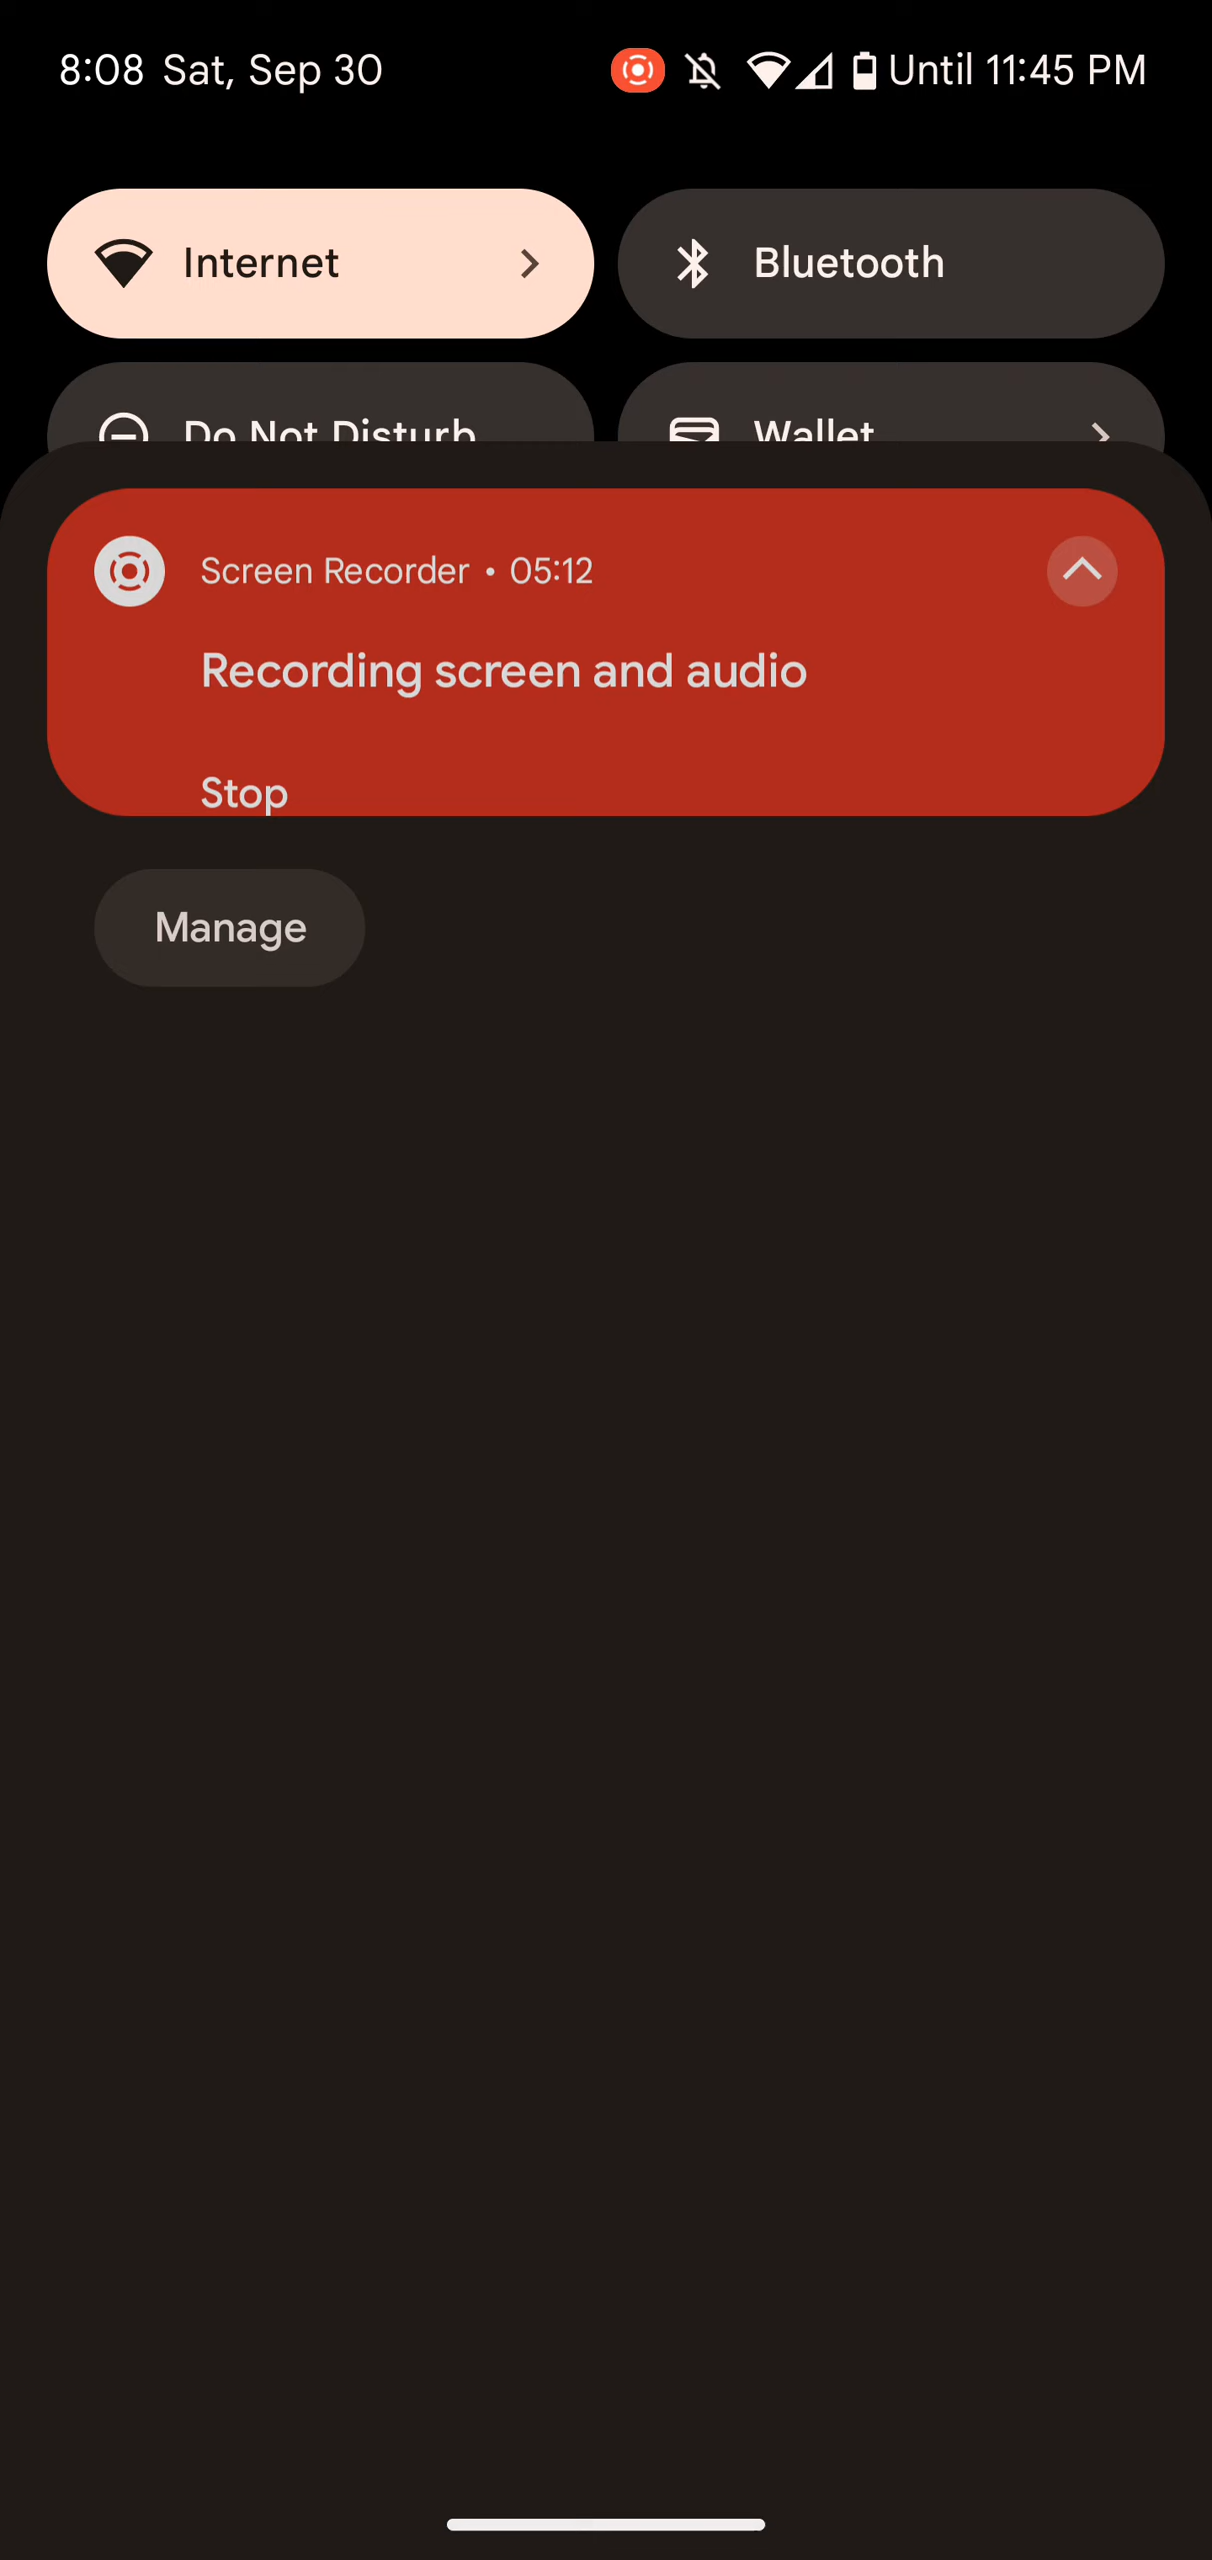 8:08 Sat, Sep 30 Until 11:45 PM
Internet Bluetooth
Do Not Disturb Wallet
Screen Recorder • 05:12
Recording screen and audio
Stop
Manage